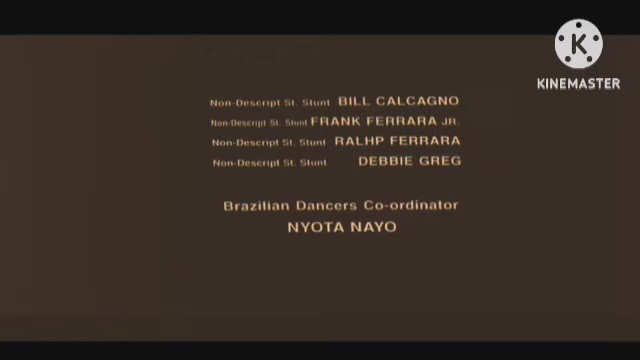 Non-Descript St. Stunt BILL CALCAGNO
Non-Descript St. Stunt FRANK FERRARA JR.
Non-Descript St. Stunt RALHP FERRARA
Non-Descript St. Stunt DEBBIE GREG
Brazilian Dancers Co-ordinator
NYOTA NAYO
K
KINEMASTER